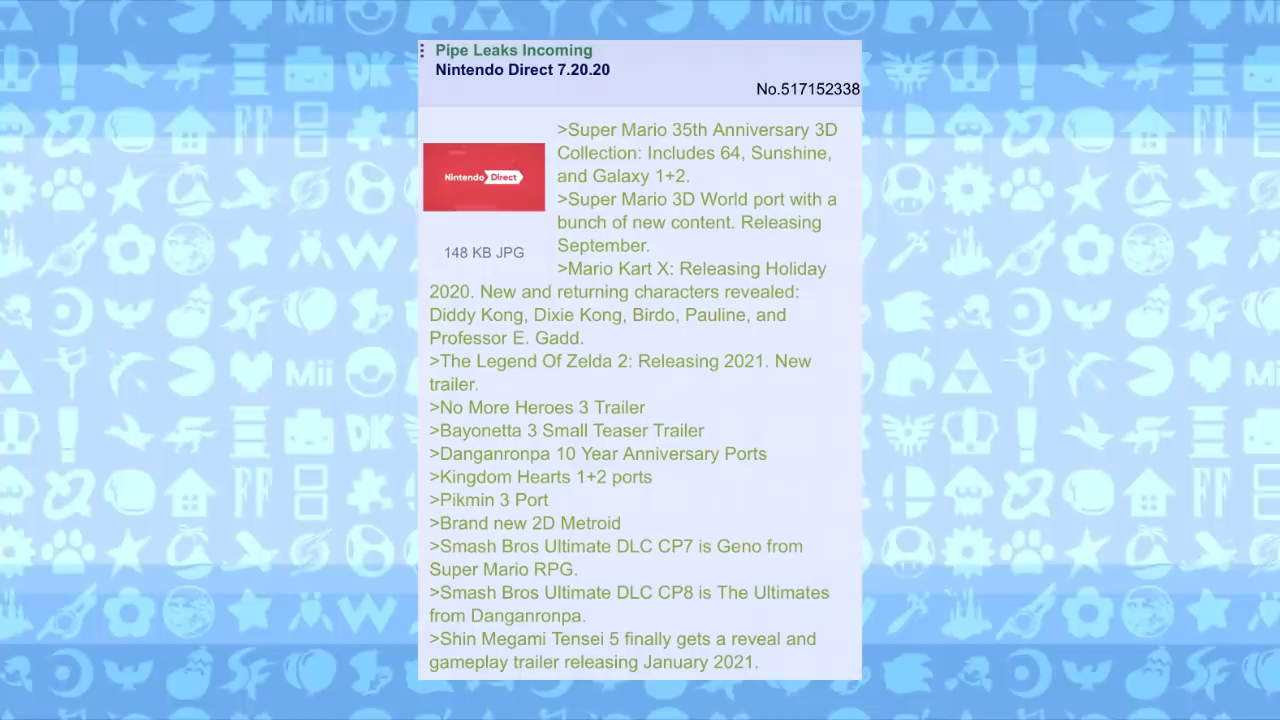 Pipe Leaks Incoming
Nintendo Direct 7.20.20
No.517152338
Nintendo Direct
148 KB JPG
>Super Mario 35th Anniversary 3D
Collection: Includes 64, Sunshine,
and Galaxy 1+2.
>Super Mario 3D World port with a
bunch of new content. Releasing
September.
>Mario Kart X: Releasing Holiday
2020. New and returning characters revealed:
Diddy Kong, Dixie Kong, Birdo, Pauline, and
Professor E. Gadd.
>The Legend Of Zelda 2: Releasing 2021. New
trailer.
>No More Heroes 3 Trailer
>Bayonetta 3 Small Teaser Trailer
>Danganronpa 10 Year Anniversary Ports
>Kingdom Hearts 1+2 ports
>Pikmin 3 Port
>Brand new 2D Metroid
>Smash Bros Ultimate DLC CP7 is Geno from
Super Mario RPG.
>Smash Bros Ultimate DLC CP8 is The Ultimates
from Danganronpa.
>Shin Megami Tensei 5 finally gets a reveal and
gameplay trailer releasing January 2021.